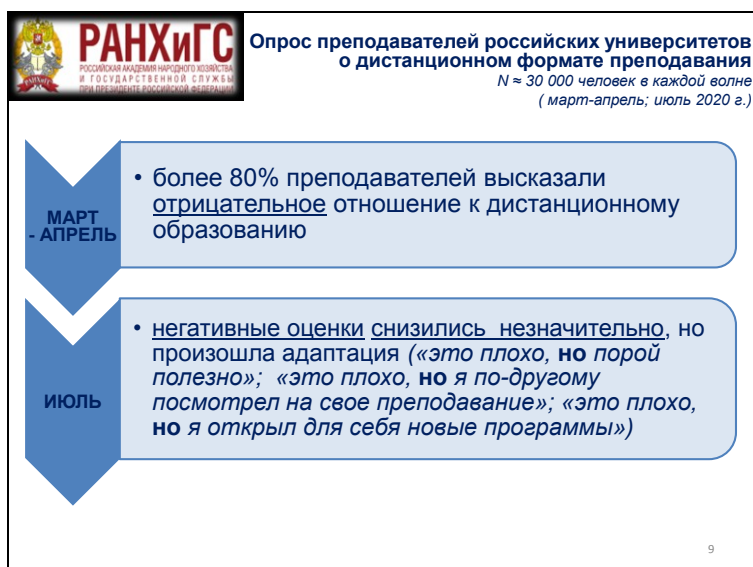 РАНХиГС
РОССИЙСКАЯ АКАДЕМИЯ НАРОДНОГО ХОЗЯЙСТВА
И ГОСУДАРСТВЕННОЙ СЛУЖБЫ
ПРИ ПРЕЗИДЕНТЕ РОССИЙСКОЙ ФЕДЕРАЦИИ
Опрос преподавателей российских университетов
о дистанционном формате преподавания
N ≈ 30 000 человек в каждой волне
( март-апрель; июль 2020 г.)
МАРТ
- АПРЕЛЬ
• более 80% преподавателей высказали
отрицательное отношение к дистанционному
образованию
ИЮЛЬ
• негативные оценки снизились незначительно, но
произошла адаптация («это плохо, но порой
полезно»; «это плохо, но я по-другому
посмотрел на свое преподавание»; «это плохо,
но я открыл для себя новые программы»)
9